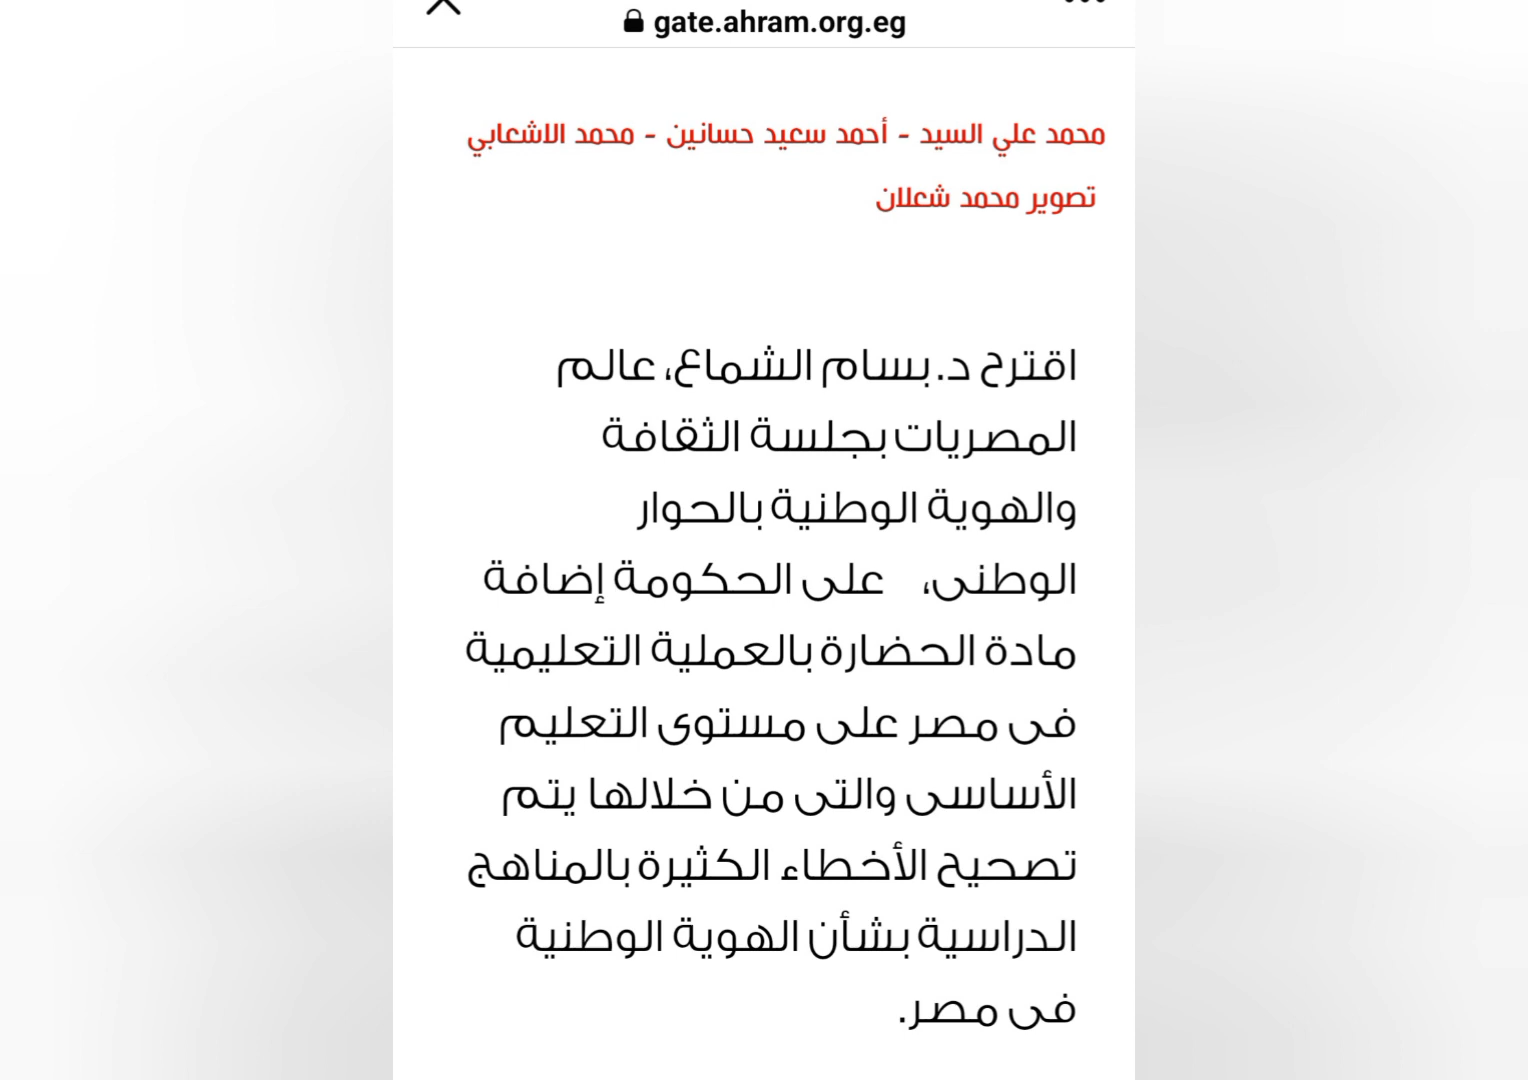 gate.ahram.org.eg
محمد علي السيد - أحمد سعيد حسانين - محمد الاشعابي
تصوير محمد شعلان
اقترح د. بسام الشماع، عالم
المصريات بجلسة الثقافة
والهوية الوطنية بالحوار
الوطنى، على الحكومة إضافة
مادة الحضارة بالعملية التعليمية
فى مصر على مستوى التعليم
الأساسى والتى من خلالها يتم
تصحيح الأخطاء الكثيرة بالمناهج
الدراسية بشأن الهوية الوطنية
فى مصر.